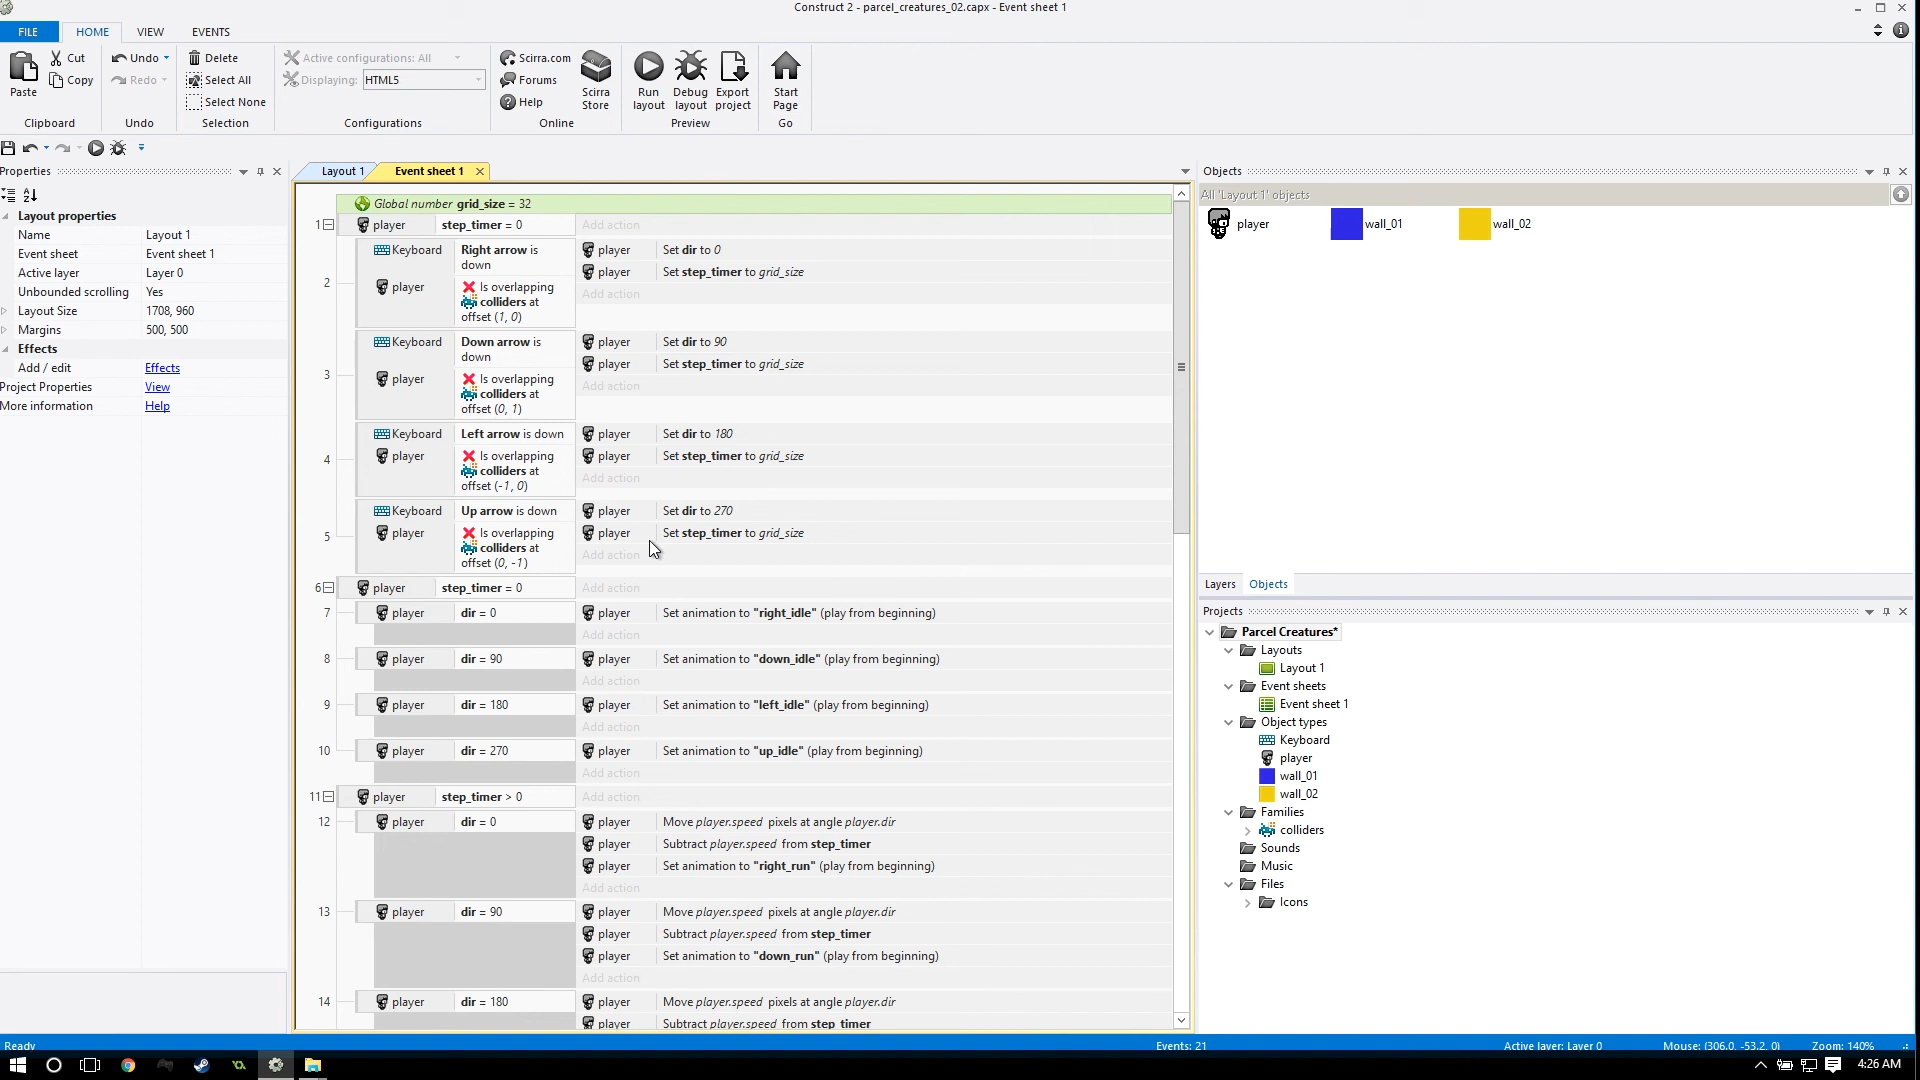 Construct 2 - parcel_creatures_02.capx - Event sheet 1
FILE HOME VIEW EVENTS
Paste
Cut
Copy
Clipboard
Undo
Redo
Undo
Delete
Select All
Select None
Selection
Active configurations: All
Displaying: HTML5
Configurations
Scirra.com
Forums
Help
Scirra Store
Online
Run layout
Debug layout
Export project
Preview
Start Page
Go
Properties
Layout properties
Name Layout 1
Event sheet Event sheet 1
Active layer Layer 0
Unbounded scrolling Yes
Layout Size 1708, 960
Margins 500, 500
Effects
Add / edit Effects
Project Properties View
More information Help
Layout 1
Event sheet 1
Global number grid_size = 32
1 player step_timer = 0 Add action
2 Keyboard Right arrow is down
player Is overlapping colliders at offset (1, 0)
player Set dir to 0
player Set step_timer to grid_size
Add action
3 Keyboard Down arrow is down
player Is overlapping colliders at offset (0, 1)
player Set dir to 90
player Set step_timer to grid_size
Add action
4 Keyboard Left arrow is down
player Is overlapping colliders at offset (-1, 0)
player Set dir to 180
player Set step_timer to grid_size
Add action
5 Keyboard Up arrow is down
player Is overlapping colliders at offset (0, -1)
player Set dir to 270
player Set step_timer to grid_size
Add action
6 player step_timer = 0 Add action
7 player dir = 0 player Set animation to "right_idle" (play from beginning)
Add action
8 player dir = 90 player Set animation to "down_idle" (play from beginning)
Add action
9 player dir = 180 player Set animation to "left_idle" (play from beginning)
Add action
10 player dir = 270 player Set animation to "up_idle" (play from beginning)
Add action
11 player step_timer > 0 Add action
12 player dir = 0 player Move player.speed pixels at angle player.dir
player Subtract player.speed from step_timer
player Set animation to "right_run" (play from beginning)
Add action
13 player dir = 90 player Move player.speed pixels at angle player.dir
player Subtract player.speed from step_timer
player Set animation to "down_run" (play from beginning)
Add action
14 player dir = 180 player Move player.speed pixels at angle player.dir
player Subtract player.speed from step_timer
Objects
All 'Layout 1' objects
player wall_01 wall_02
Layers Objects
Projects
Parcel Creatures*
Layouts
Layout 1
Event sheets
Event sheet 1
Object types
Keyboard
player
wall_01
wall_02
Families
colliders
Sounds
Music
Files
Icons
Ready Events: 21 Active layer: Layer 0 Mouse: (306.0, -53.2, 0) Zoom: 140%
4:26 AM